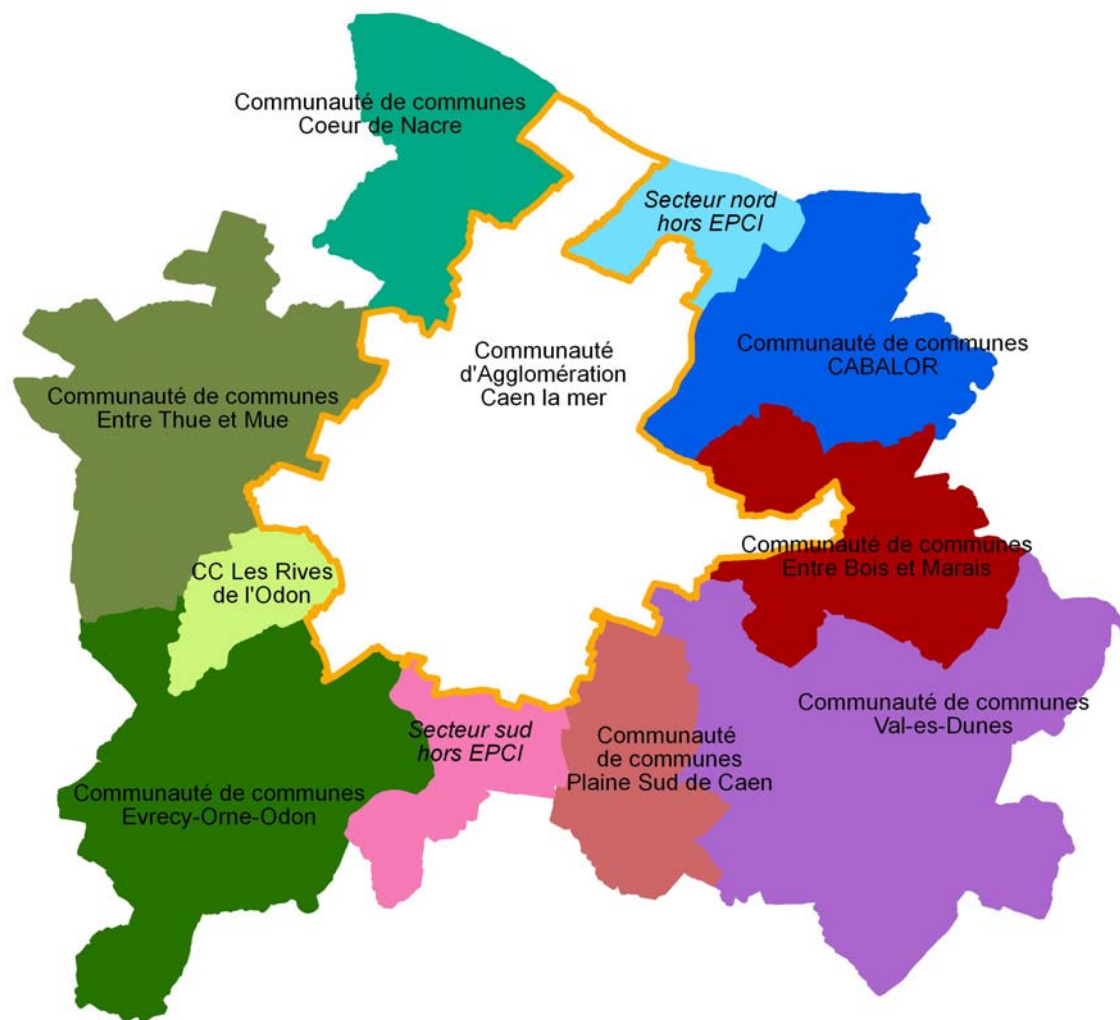 Communauté de communes
Coeur de Nacre
Secteur nord
hors EPCI
Communauté de communes
CABALOR
Communauté
d'Agglomération
Caen la mer
Communauté de communes
Entre Thue et Mue
Communauté de communes
Entre Bois et Marais
CC Les Rives
de l'Odon
Communauté de communes
Val-es-Dunes
Secteur sud
hors EPCI
Communauté
de communes
Plaine Sud de Caen
Communauté de communes
Evrecy-Orne-Odon